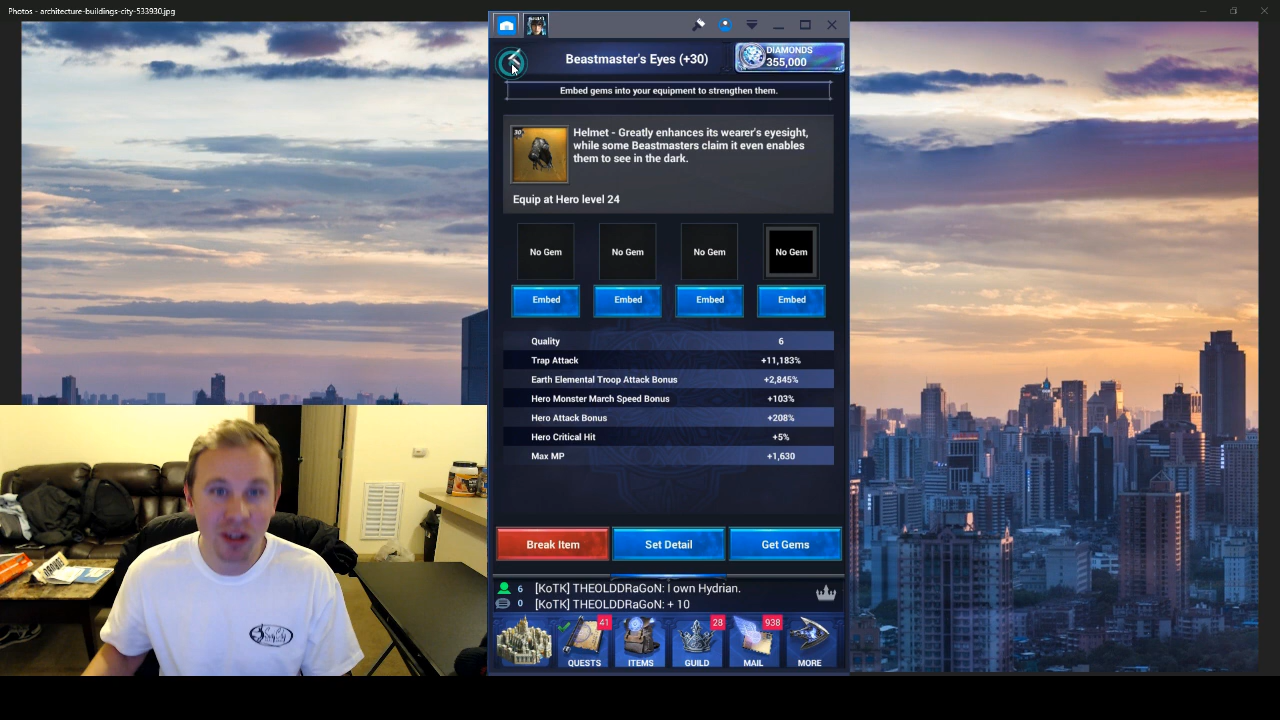 Photos - architecture-buildings-city-533930.jpg
Beastmaster's Eyes (+30)
DIAMONDS
355,000
Embed gems into your equipment to strengthen them.
30
Helmet - Greatly enhances its wearer's eyesight,
while some Beastmasters claim it even enables
them to see in the dark.
Equip at Hero level 24
No Gem No Gem No Gem No Gem
Embed Embed Embed Embed
Quality 6
Trap Attack +11,183%
Earth Elemental Troop Attack Bonus +2,845%
Hero Monster March Speed Bonus +103%
Hero Attack Bonus +208%
Hero Critical Hit +5%
Max MP +1,630
Break Item Set Detail Get Gems
6 [KoTK] THEOLDDRaGoN: I own Hydrian.
0 [KoTK] THEOLDDRaGoN: + 10
41 28 938
QUESTS ITEMS GUILD MAIL MORE